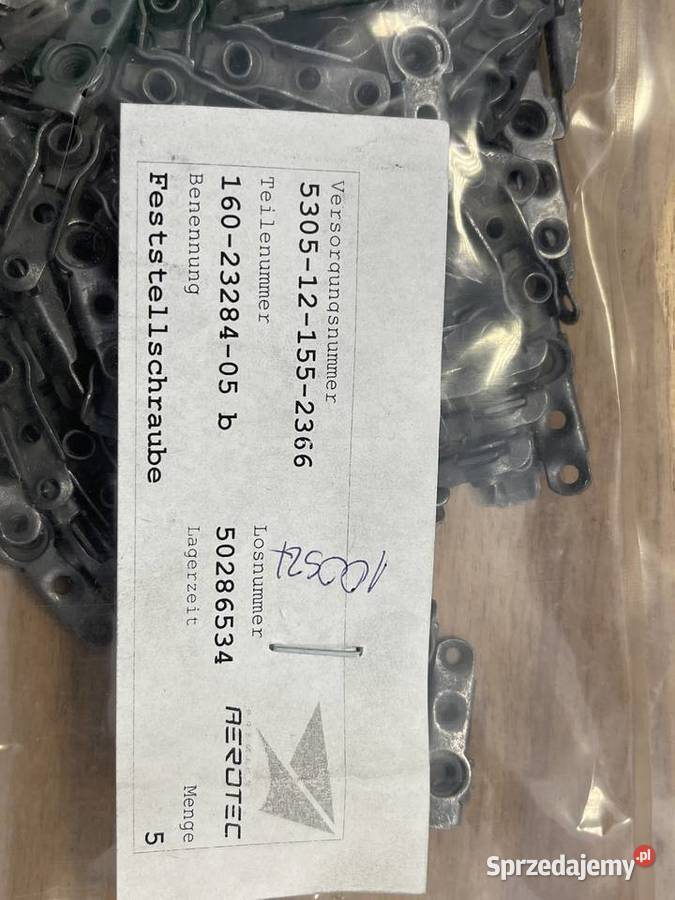 Versorgungsnummer
5305-12-155-2366
Teilenummer
160-23284-05 b
Benennung
Feststellschraube
Losnummer
50286534
Lagerzeit
Menge
5
AEROTEC
Sprzedajemy.pl